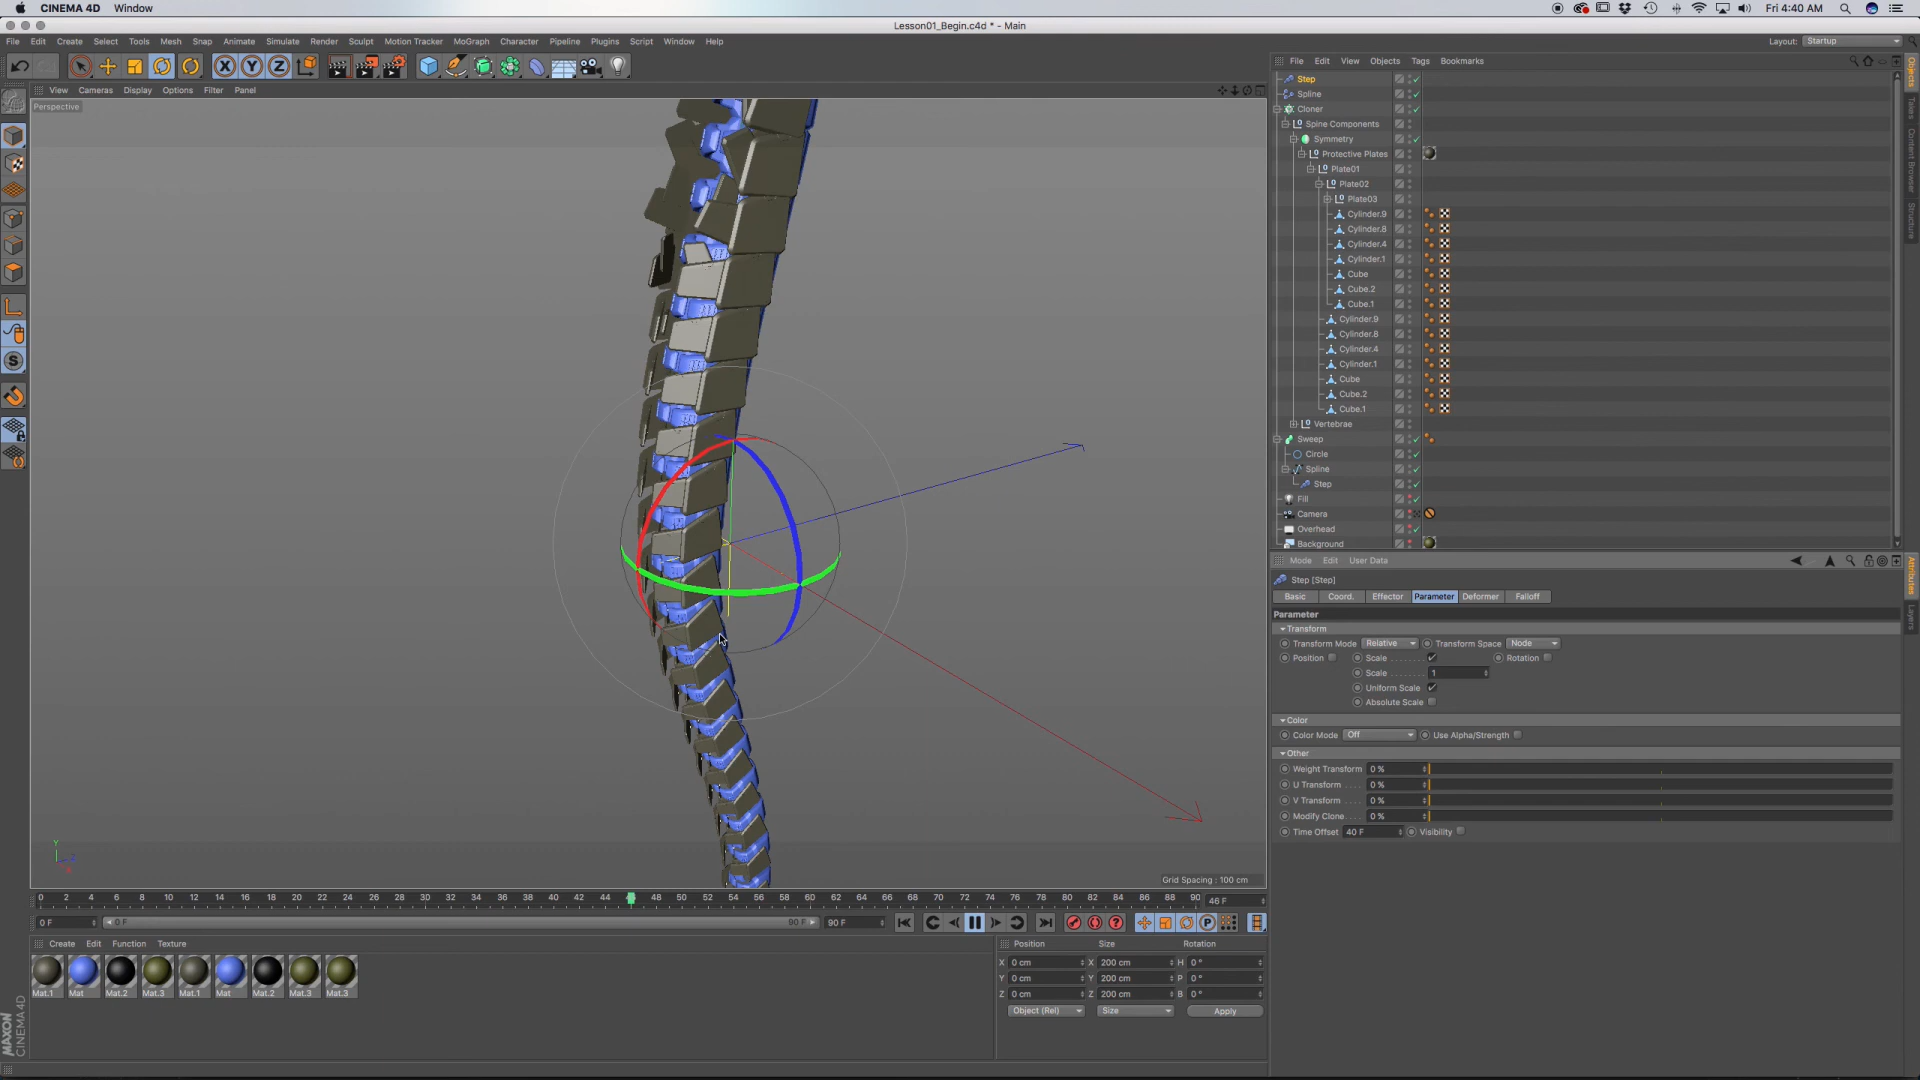 CINEMA 4D Window
Fri 4:40 AM
Lesson01_Begin.c4d * - Main
File Edit Create Select Tools Mesh Snap Animate Simulate Render Sculpt Motion Tracker MoGraph Character Pipeline Plugins Script Window Help
Layout: Startup
X Y Z
View Cameras Display Options Filter Panel
Perspective
File Edit View Objects Tags Bookmarks
Step
Spline
Cloner
Spine Components
Symmetry
Protective Plates
Plate01
Plate02
Plate03
Cylinder.9
Cylinder.8
Cylinder.4
Cylinder.1
Cube
Cube.2
Cube.1
Cylinder.9
Cylinder.8
Cylinder.4
Cylinder.1
Cube
Cube.2
Cube.1
Vertebrae
Sweep
Circle
Spline
Step
Fill
Camera
Overhead
Background
Objects
Takes
Content Browser
Structure
Mode Edit User Data
Step [Step]
Basic Coord. Effector Parameter Deformer Falloff
Parameter
Transform
Transform Mode Relative Transform Space Node
Position Scale Rotation
Scale 1
Uniform Scale
Absolute Scale
Color
Color Mode Off Use Alpha/Strength
Other
Weight Transform 0 %
U Transform 0 %
V Transform 0 %
Modify Clone 0 %
Time Offset 40 F Visibility
Attributes
Layers
Y
Grid Spacing : 100 cm
0 2 4 6 8 10 12 14 16 18 20 22 24 26 28 30 32 34 36 38 40 42 44 48 50 52 54 56 58 60 62 64 66 68 70 72 74 76 78 80 82 84 86 88 90 46 F
0 F 0 F 90 F 90 F
Create Edit Function Texture
Mat.1 Mat Mat.2 Mat.3 Mat.1 Mat Mat.2 Mat.3 Mat.3
Position Size Rotation
X 0 cm X 200 cm H 0 °
Y 0 cm Y 200 cm P 0 °
Z 0 cm Z 200 cm B 0 °
Object (Rel) Size Apply
MAXON
CINEMA 4D